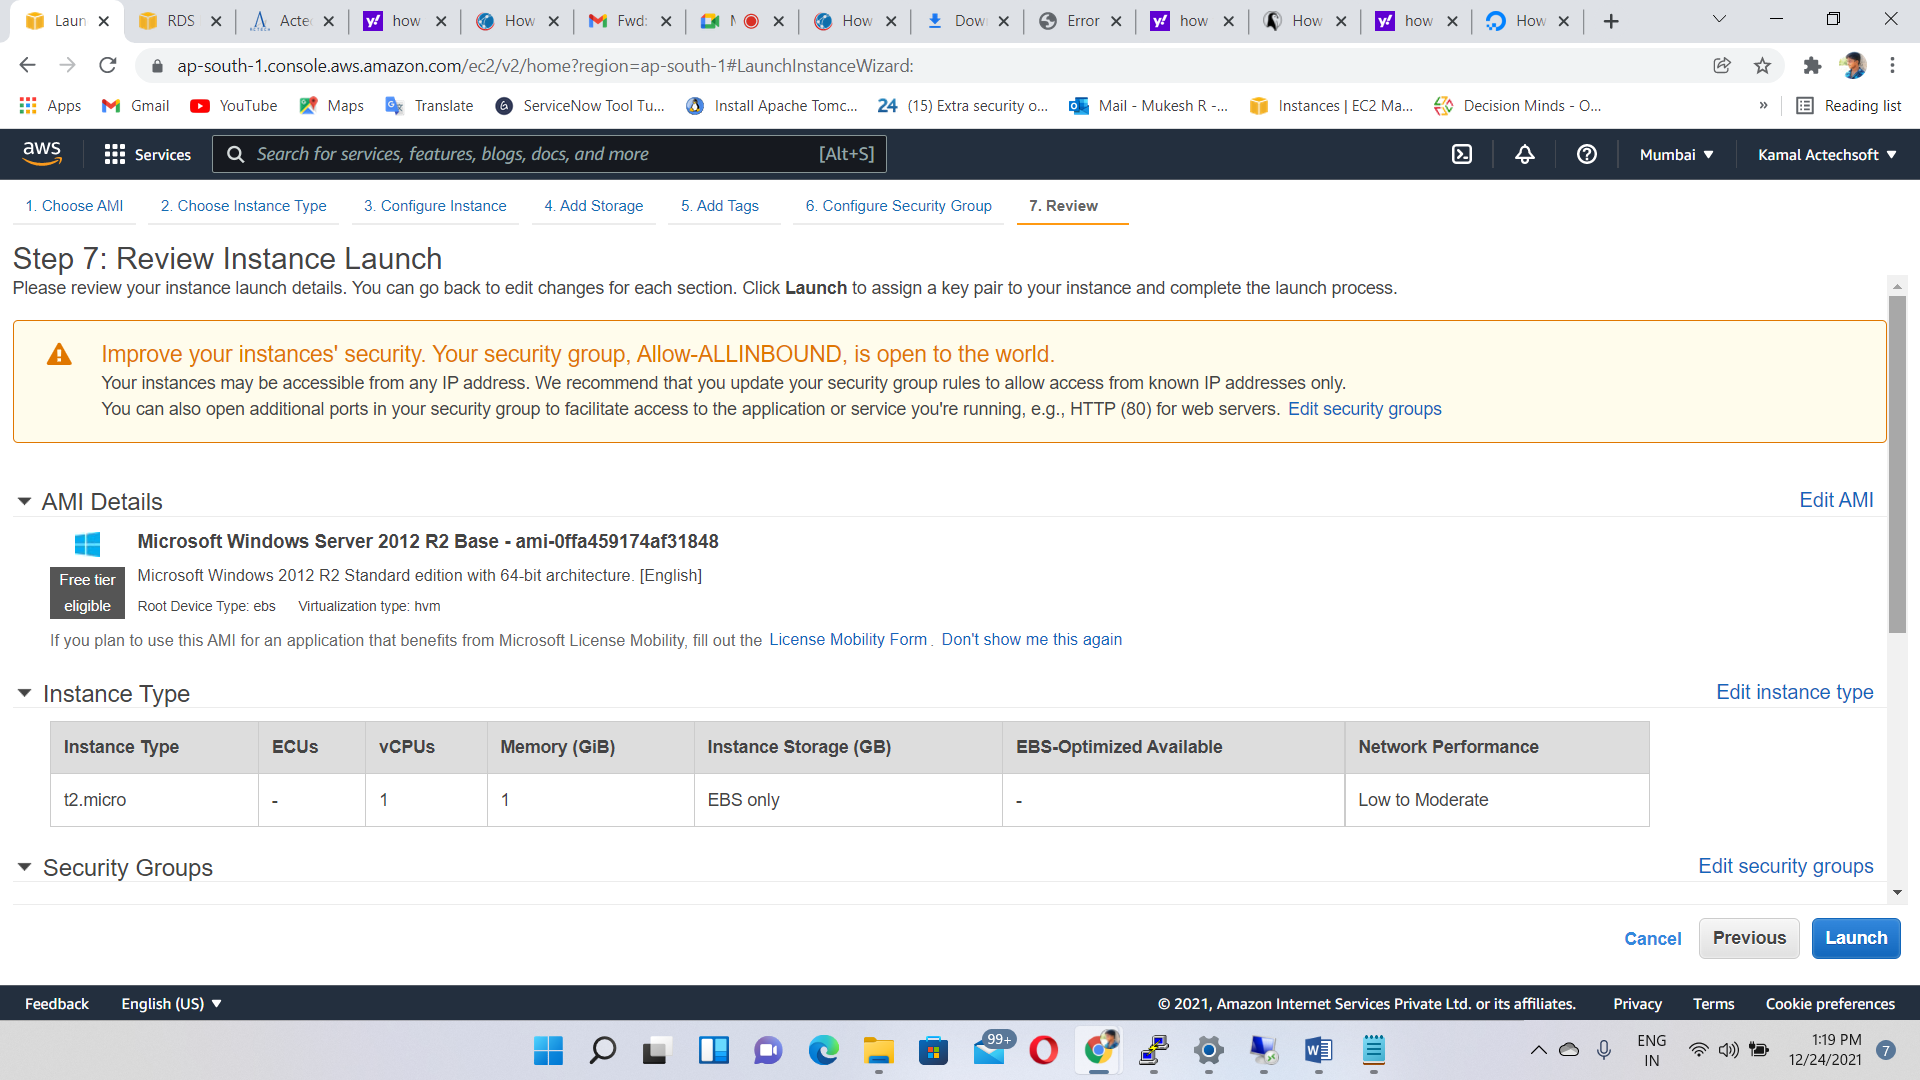 Laun
RDS
Acte
how
How
Fwd:
How
Dow
Error
how
How
how
How
ap-south-1.console.aws.amazon.com/ec2/v2/home?region=ap-south-1#LaunchInstanceWizard:
Apps
Gmail
YouTube
Maps
Translate
ServiceNow Tool Tu...
Install Apache Tomc...
24 (15) Extra security o...
Mail - Mukesh R -...
Instances | EC2 Ma...
Decision Minds - O...
»
Reading list
aws
Services
Search for services, features, blogs, docs, and more
[Alt+S]
Mumbai
Kamal Actechsoft
1. Choose AMI
2. Choose Instance Type
3. Configure Instance
4. Add Storage
5. Add Tags
6. Configure Security Group
7. Review
Step 7: Review Instance Launch
Please review your instance launch details. You can go back to edit changes for each section. Click Launch to assign a key pair to your instance and complete the launch process.
Improve your instances' security. Your security group, Allow-ALLINBOUND, is open to the world.
Your instances may be accessible from any IP address. We recommend that you update your security group rules to allow access from known IP addresses only.
You can also open additional ports in your security group to facilitate access to the application or service you're running, e.g., HTTP (80) for web servers. Edit security groups
AMI Details
Edit AMI
Microsoft Windows Server 2012 R2 Base - ami-0ffa459174af31848
Free tier
eligible
Microsoft Windows 2012 R2 Standard edition with 64-bit architecture. [English]
Root Device Type: ebs
Virtualization type: hvm
If you plan to use this AMI for an application that benefits from Microsoft License Mobility, fill out the License Mobility Form. Don't show me this again
Instance Type
Edit instance type
Instance Type
ECUs
vCPUs
Memory (GiB)
Instance Storage (GB)
EBS-Optimized Available
Network Performance
t2.micro
-
1
1
EBS only
-
Low to Moderate
Security Groups
Edit security groups
Cancel
Previous
Launch
Feedback
English (US)
© 2021, Amazon Internet Services Private Ltd. or its affiliates.
Privacy
Terms
Cookie preferences
99+
ENG
IN
1:19 PM
12/24/2021
7